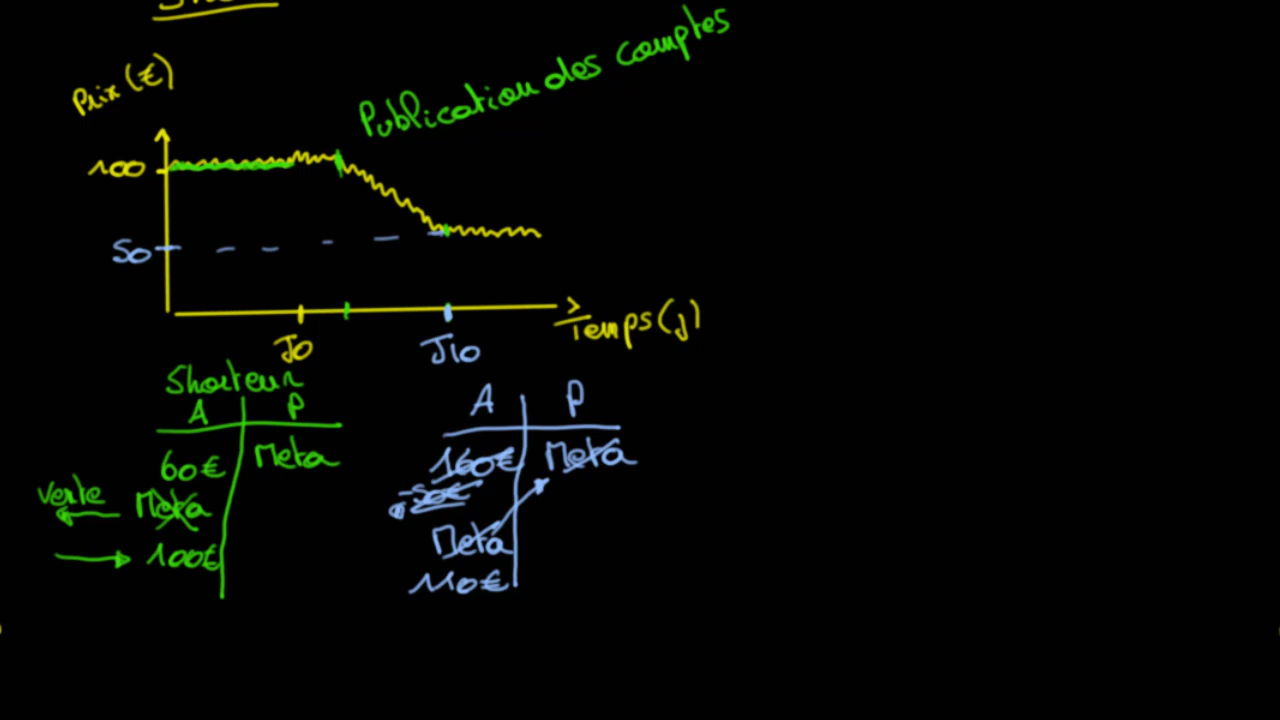 Prix (€)
Publication des comptes
100
50
Temps (j)
J0
J10
Shorteur
A P
60€ Meta
Vente Meta
100€
A P
160€ Meta
-50€
Meta
110€